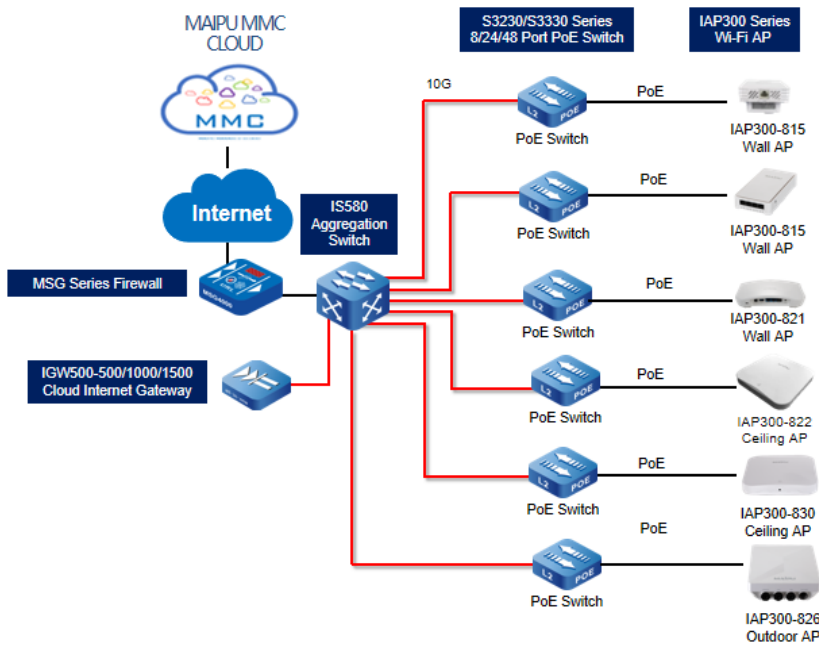 MAIPU MMC
CLOUD
MMC
Internet
MSG Series Firewall
MSG4000
IGW500-500/1000/1500
Cloud Internet Gateway
IS580
Aggregation
Switch
S3230/S3330 Series
8/24/48 Port PoE Switch
IAP300 Series
Wi-Fi AP
10G
L2 POE
PoE Switch
PoE
IAP300-815
Wall AP
L2 POE
PoE Switch
PoE
IAP300-815
Wall AP
L2 POE
PoE Switch
PoE
IAP300-821
Wall AP
L2 POE
PoE Switch
PoE
IAP300-822
Ceiling AP
L2 POE
PoE Switch
PoE
IAP300-830
Ceiling AP
L2 POE
PoE Switch
PoE
IAP300-826
Outdoor AP